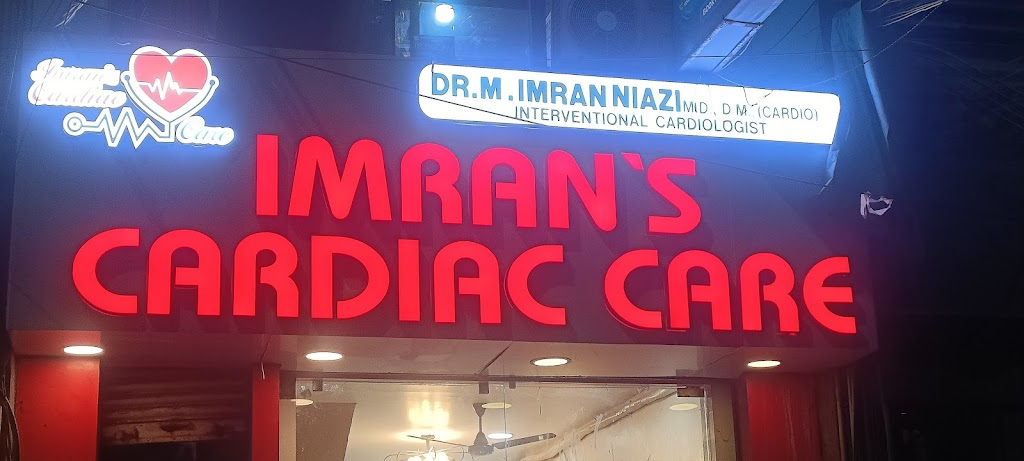 Imran's
Cardiac
Care
DR.M.IMRAN NIAZI M.D., D.M. (CARDIO)
INTERVENTIONAL CARDIOLOGIST
IMRAN`S
CARDIAC CARE